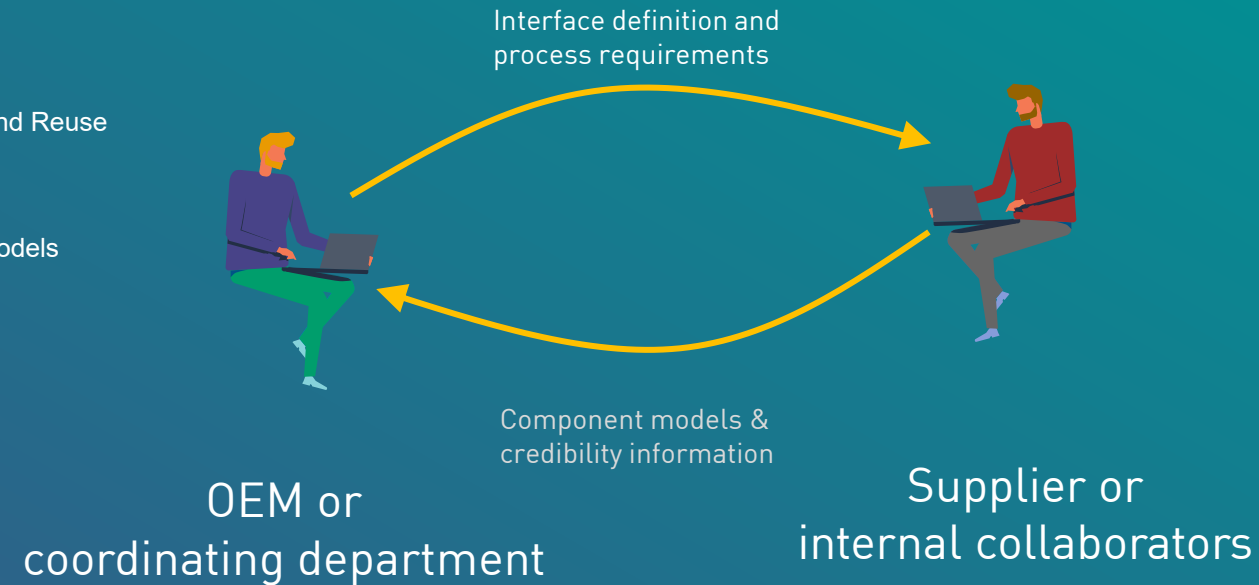 Interface definition and
process requirements
nd Reuse
odels
Component models &
credibility information
OEM or
coordinating department
Supplier or
internal collaborators